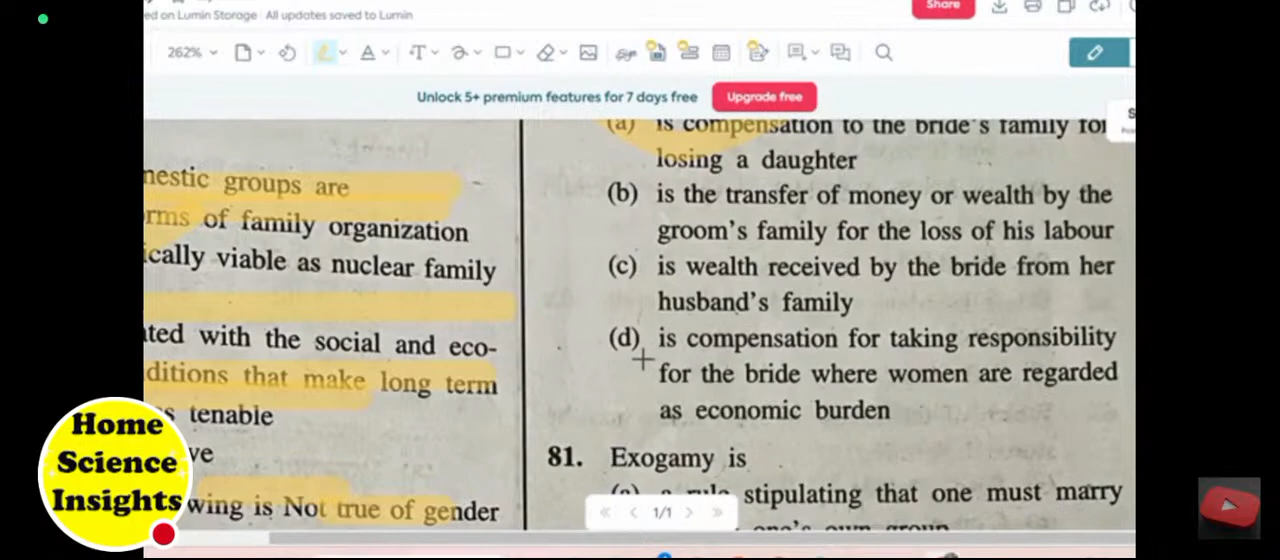 ed on Lumin Storage All updates saved to Lumin
Share
262%
Unlock 5+ premium features for 7 days free
Upgrade free
nestic groups are
rms of family organization
ically viable as nuclear family
ated with the social and eco-
ditions that make long term
s tenable
ve
wing is Not true of gender
(a) is compensation to the bride's family for
losing a daughter
(b) is the transfer of money or wealth by the
groom's family for the loss of his labour
(c) is wealth received by the bride from her
husband's family
(d) is compensation for taking responsibility
for the bride where women are regarded
as economic burden
81. Exogamy is
(a) a rule stipulating that one must marry
one's own group
1/1
Home
Science
Insights